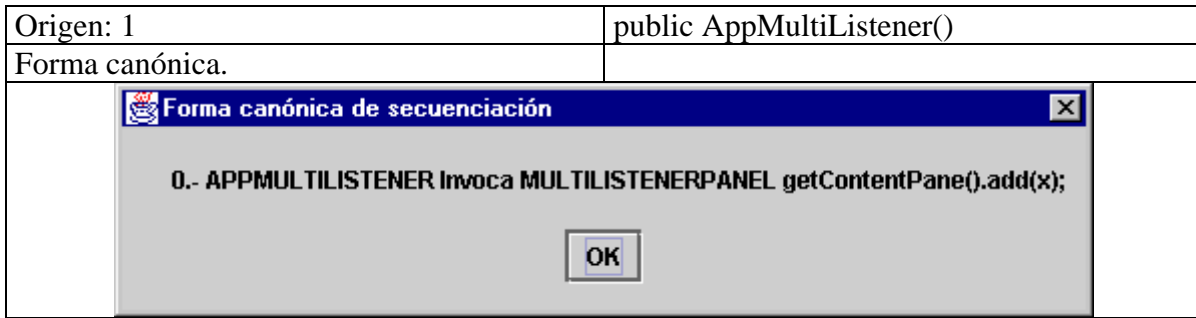 Origen: 1
public AppMultiListener()
Forma canónica.
Forma canónica de secuenciación
0.- APPMULTILISTENER Invoca MULTILISTENERPANEL getContentPane().add(x);
OK